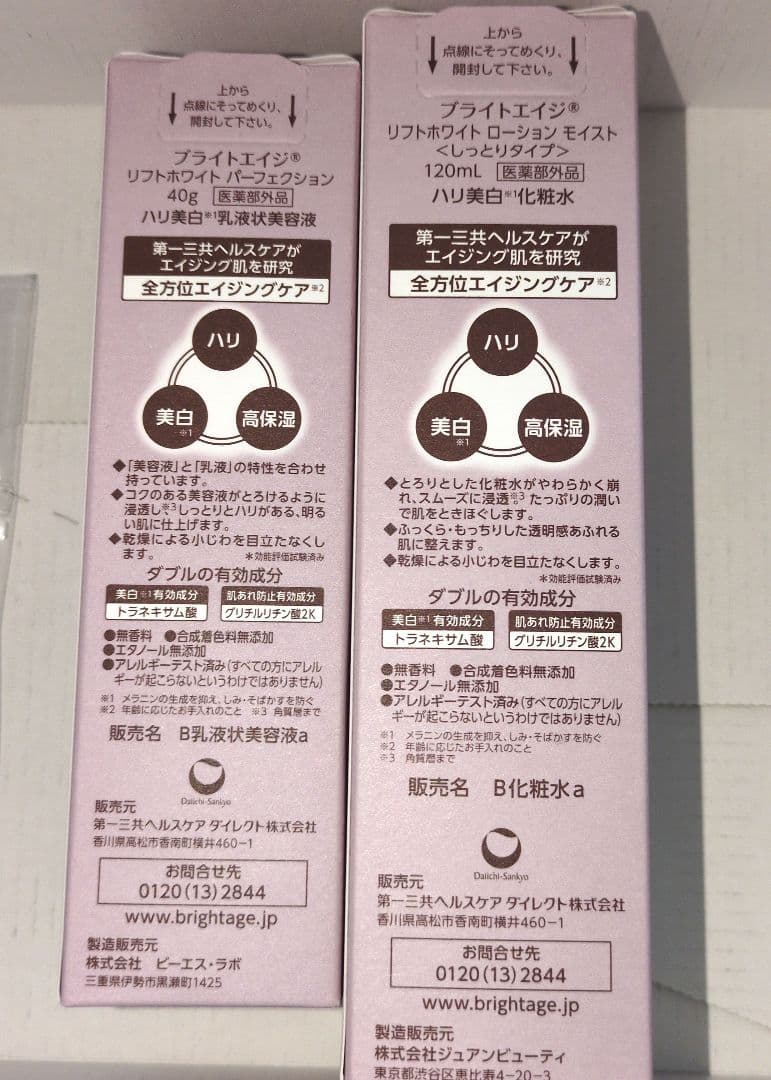 上から
点線にそってめくり、
開封して下さい。
ブライトエイジ®
リフトホワイト パーフェクション
40g 医薬部外品
ハリ美白※1乳液状美容液
第一三共ヘルスケアが
エイジング肌を研究
全方位エイジングケア※2
ハリ
美白
※1
高保湿
◆「美容液」と「乳液」の特性を合わせ
持っています。
◆コクのある美容液がとろけるように
浸透し※3しっとりとハリがある、明る
い肌に仕上げます。
◆乾燥による小じわを目立たなくし
ます。 ＊効能評価試験済み
ダブルの有効成分
美白※1有効成分
トラネキサム酸
肌あれ防止有効成分
グリチルリチン酸2K
●無香料 ●合成着色料無添加
●エタノール無添加
●アレルギーテスト済み(すべての方にアレル
ギーが起こらないというわけではありません)
※1 メラニンの生成を抑え、しみ・そばかすを防ぐ
※2 年齢に応じたお手入れのこと ※3 角質層まで
販売名 B乳液状美容液a
Daiichi-Sankyo
販売元
第一三共ヘルスケア ダイレクト株式会社
香川県高松市香南町横井460−1
お問合せ先
0120(13)2844
www.brightage.jp
製造販売元
株式会社 ピーエス・ラボ
三重県伊勢市黒瀬町1425
上から
点線にそってめくり、
開封して下さい。
ブライトエイジ®
リフトホワイト ローション モイスト
＜しっとりタイプ＞
120mL 医薬部外品
ハリ美白※1化粧水
第一三共ヘルスケアが
エイジング肌を研究
全方位エイジングケア※2
ハリ
美白
※1
高保湿
◆とろりとした化粧水がやわらかく崩
れ、スムーズに浸透※3。たっぷりの潤い
で肌をときほぐします。
◆ふっくら・もっちりした透明感あふれる
肌に整えます。
◆乾燥による小じわを目立たなくします。
＊効能評価試験済み
ダブルの有効成分
美白※1有効成分
トラネキサム酸
肌あれ防止有効成分
グリチルリチン酸2K
●無香料 ●合成着色料無添加
●エタノール無添加
●アレルギーテスト済み(すべての方にアレル
ギーが起こらないというわけではありません)
※1 メラニンの生成を抑え、しみ・そばかすを防ぐ
※2 年齢に応じたお手入れのこと
※3 角質層まで
販売名 B化粧水a
Daiichi-Sankyo
販売元
第一三共ヘルスケア ダイレクト株式会社
香川県高松市香南町横井460−1
お問合せ先
0120(13)2844
www.brightage.jp
製造販売元
株式会社ジュアンビューティ
東京都渋谷区恵比寿4−20−3